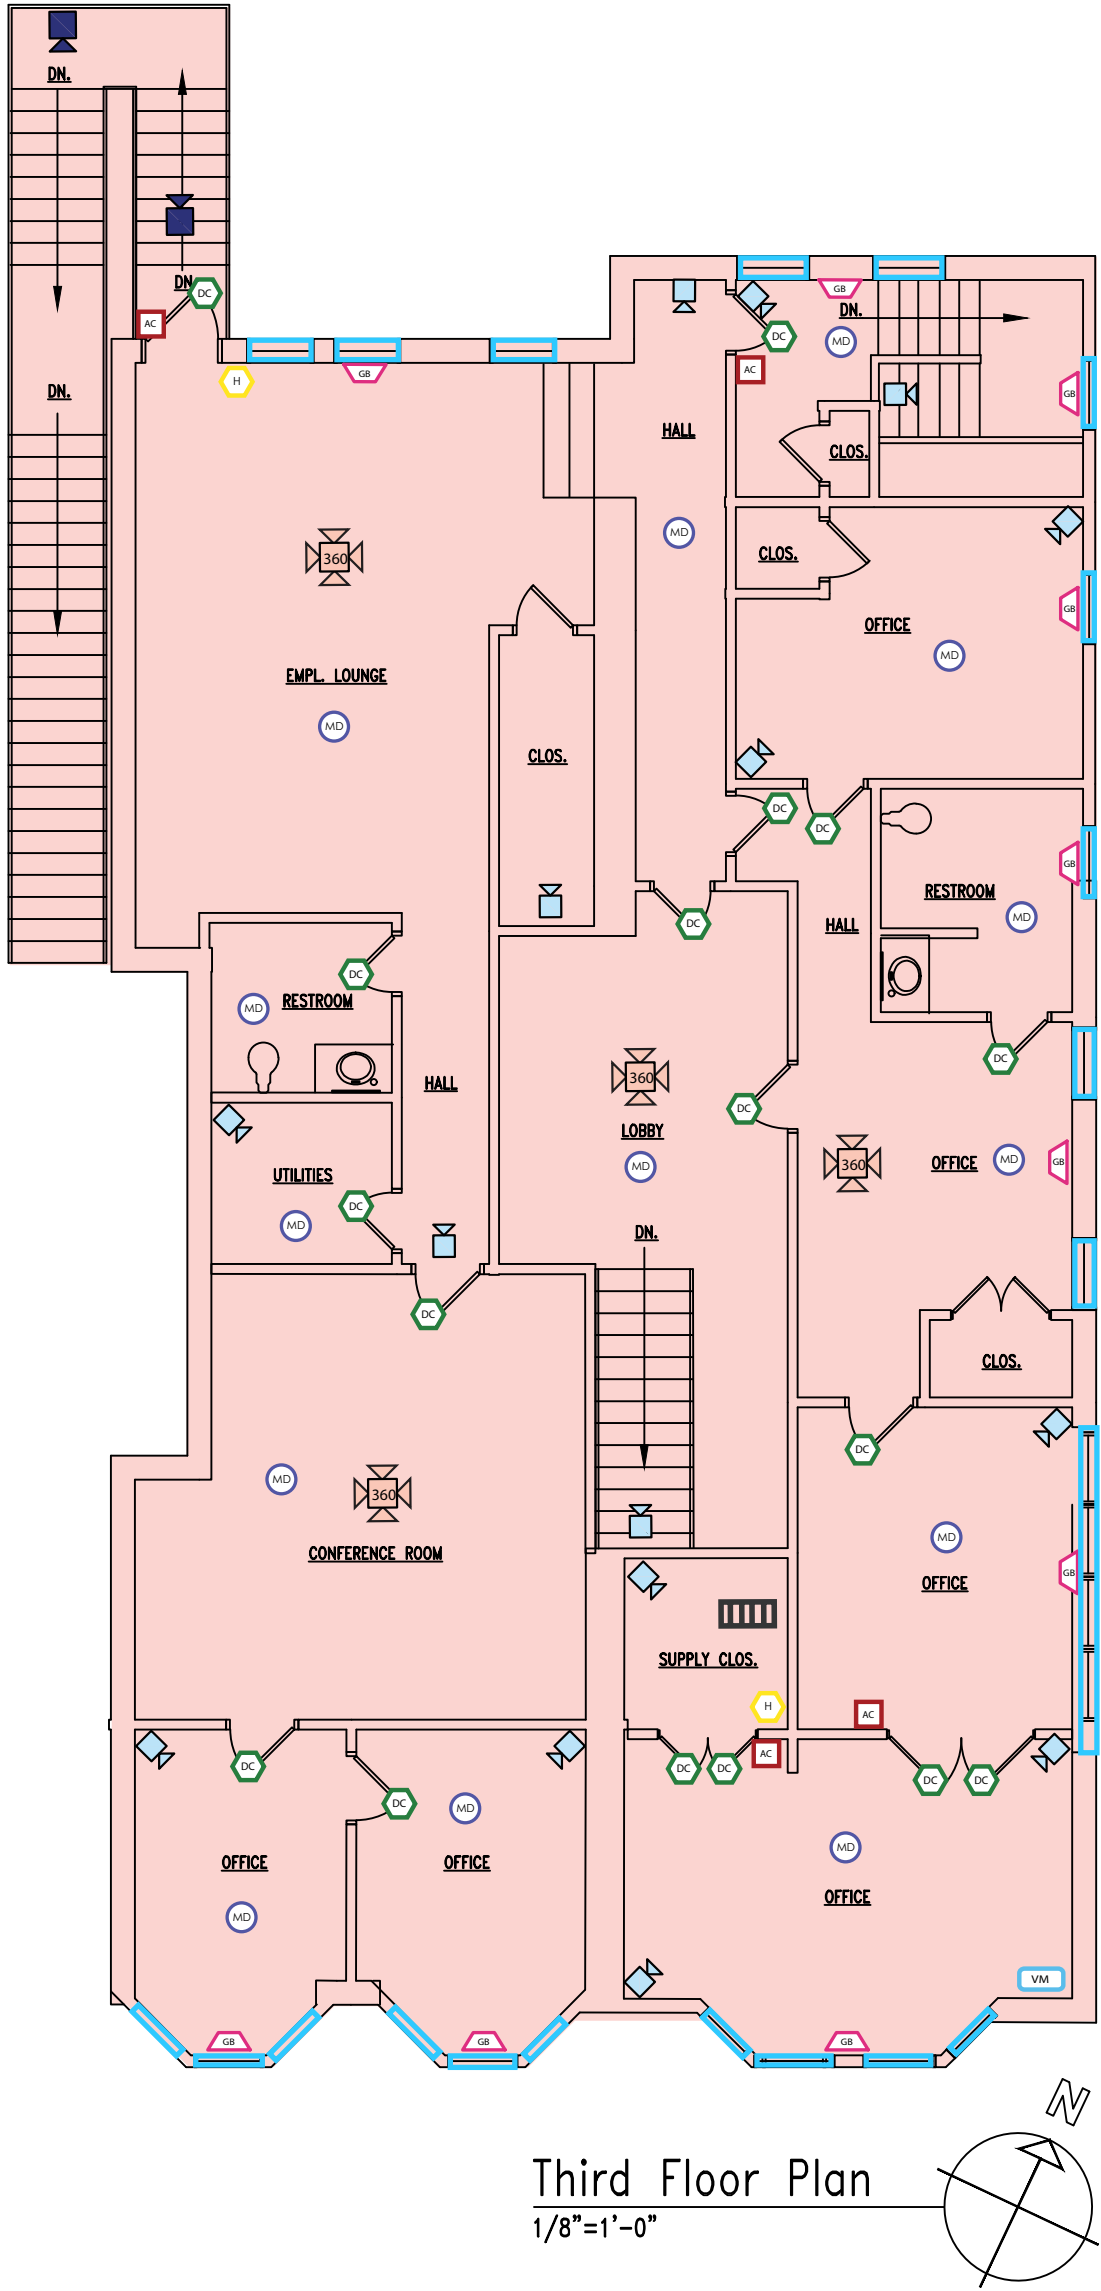 DN.
DN.
DC
AC
H
GB
DN.
GB
DN.
DC
MD
AC
GB
HALL
CLOS.
MD
CLOS.
360
GB
OFFICE
MD
EMPL. LOUNGE
MD
CLOS.
DC
DC
GB
RESTROOM
MD
DC
HALL
DC
RESTROOM
MD
DC
360
HALL
DC
LOBBY
MD
360
OFFICE
MD
GB
UTILITIES
MD
DC
DN.
DC
CLOS.
DC
MD
360
CONFERENCE ROOM
MD
OFFICE
GB
SUPPLY CLOS.
H
AC
AC
DC
DC
DC
DC
DC
DC
MD
OFFICE
OFFICE
MD
MD
OFFICE
VM
GB
GB
GB
N
Third Floor Plan
1/8"=1'-0"